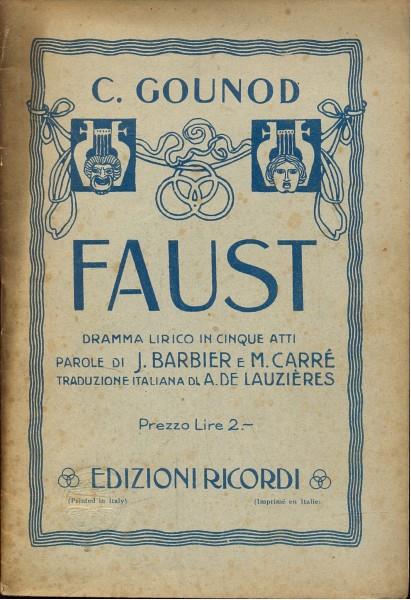 C. GOUNOD
FAUST
DRAMMA LIRICO IN CINQUE ATTI
PAROLE DI J. BARBIER E M. CARRÉ
TRADUZIONE ITALIANA DI A. DE LAUZIÈRES
Prezzo Lire 2.–
EDIZIONI RICORDI
(Printed in Italy) (Imprimé en Italie)